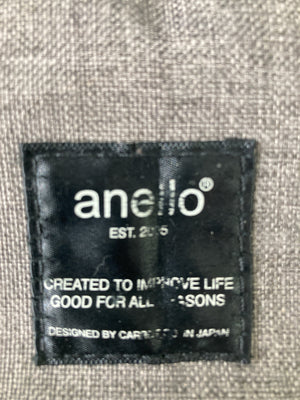 anello®
EST.
CREATED TO IMPROVE LIFE
GOOD FOR ALL
DESIGNED BY IN JAPAN